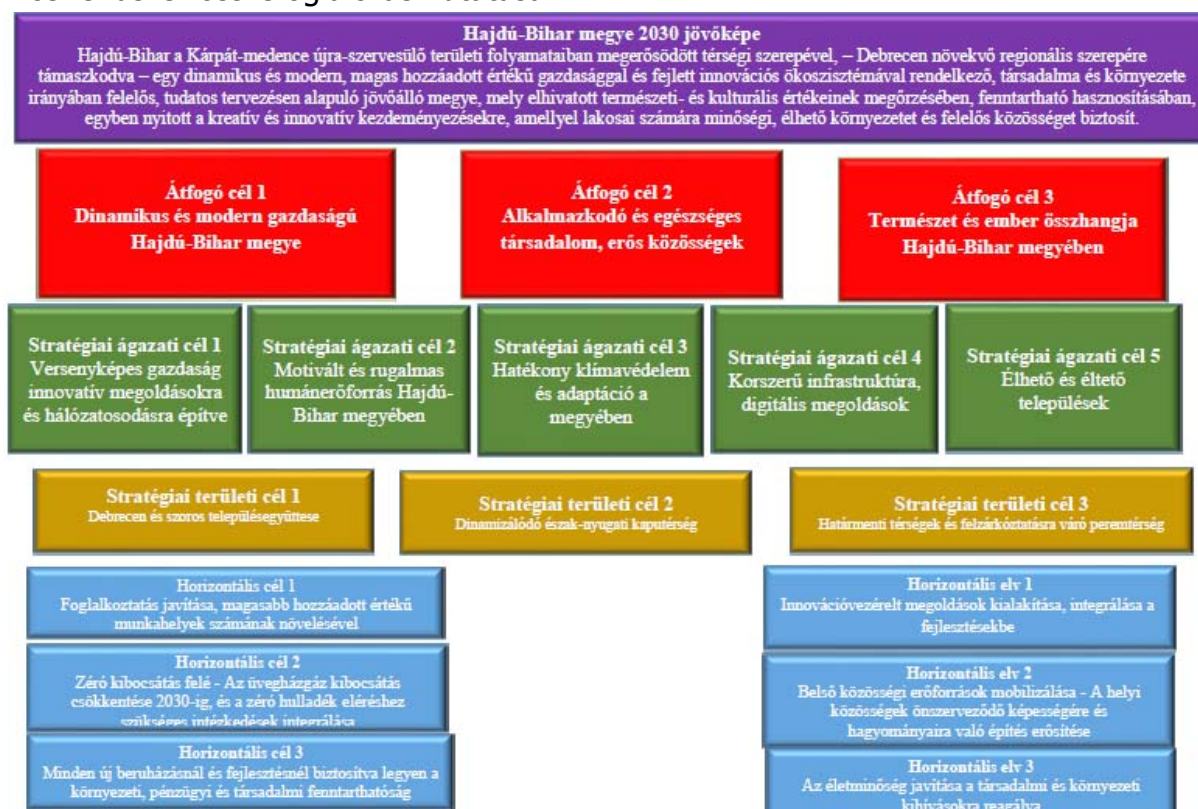 Hajdú-Bihar megye 2030 jövőképe
Hajdú-Bihar a Kárpát-medence újra-szervesülő területi folyamataiban megerősödött térségi szerepével, – Debrecen növekvő regionális szerepére
támaszkodva – egy dinamikus és modern, magas hozzáadott értékű gazdasággal és fejlett innovációs ökoszisztémával rendelkező, társadalma és környezete
irányában felelős, tudatos tervezésen alapuló jövőálló megye, mely elhivatott természeti- és kulturális értékeinek megőrzésében, fenntartható hasznosításában,
egyben nyitott a kreatív és innovatív kezdeményezésekre, amellyel lakosai számára minőségi, élhető környezetet és felelős közösséget biztosít.
Átfogó cél 1
Dinamikus és modern gazdaságú
Hajdú-Bihar megye
Átfogó cél 2
Alkalmazkodó és egészséges
társadalom, erős közösségek
Átfogó cél 3
Természet és ember összhangja
Hajdú-Bihar megyében
Stratégiai ágazati cél 1
Versenyképes gazdaság
innovatív megoldásokra
és hálózatosodásra építve
Stratégiai ágazati cél 2
Motivált és rugalmas
humánerőforrás Hajdú-
Bihar megyében
Stratégiai ágazati cél 3
Hatékony klímavédelem
és adaptáció a
megyében
Stratégiai ágazati cél 4
Korszerű infrastruktúra,
digitális megoldások
Stratégiai ágazati cél 5
Élhető és éltető
települések
Stratégiai területi cél 1
Debrecen és szoros településegyüttese
Stratégiai területi cél 2
Dinamizálódó észak-nyugati kaputérség
Stratégiai területi cél 3
Határmenti térségek és felzárkóztatásra váró peremtérség
Horizontális cél 1
Foglalkoztatás javítása, magasabb hozzáadott értékű
munkahelyek számának növelésével
Horizontális cél 2
Zéró kibocsátás felé - Az üvegházgáz kibocsátás
csökkentése 2030-ig, és a zéró hulladék eléréshez
szükséges intézkedések integrálása
Horizontális cél 3
Minden új beruházásnál és fejlesztésnél biztosítva legyen a
környezeti, pénzügyi és társadalmi fenntarthatóság
Horizontális elv 1
Innovációvezérelt megoldások kialakítása, integrálása a
fejlesztésekbe
Horizontális elv 2
Belső közösségi erőforrások mobilizálása - A helyi
közösségek önszerveződő képességére és
hagyományaira való építés erősítése
Horizontális elv 3
Az életminőség javítása a társadalmi és környezeti
kihívásokra reagálva